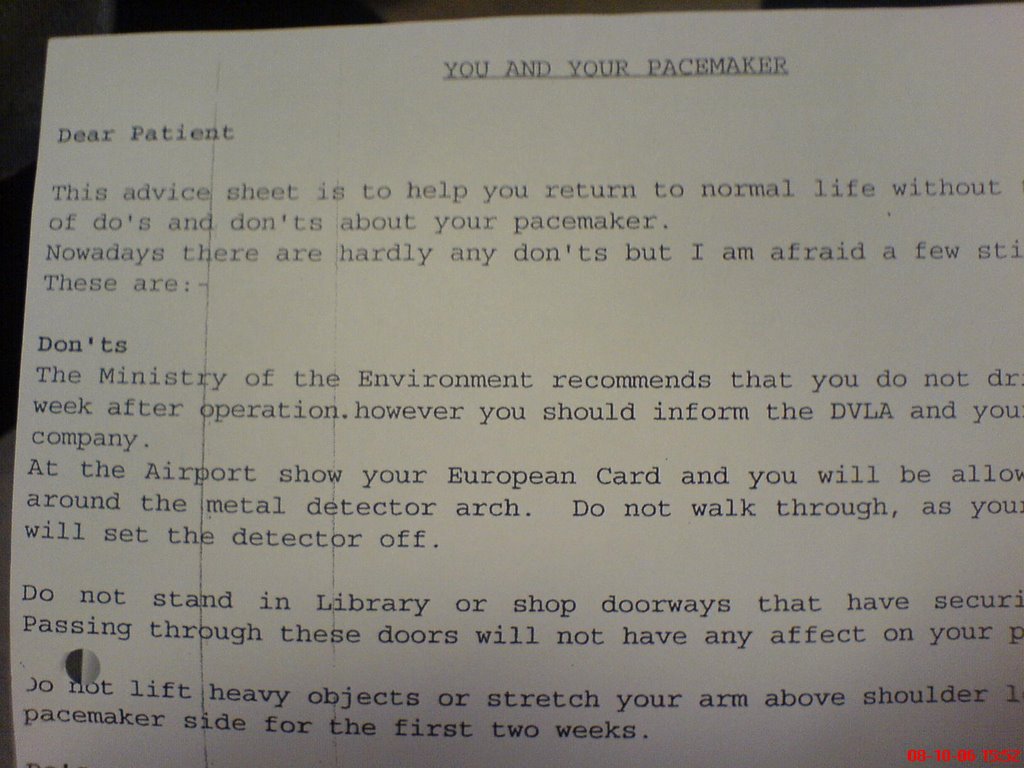 YOU AND YOUR PACEMAKER
Dear Patient
This advice sheet is to help you return to normal life without
of do's and don'ts about your pacemaker.
Nowadays there are hardly any don'ts but I am afraid a few sti
These are:-
Don'ts
The Ministry of the Environment recommends that you do not dri
week after operation.however you should inform the DVLA and your
company.
At the Airport show your European Card and you will be allow
around the metal detector arch. Do not walk through, as your
will set the detector off.
Do not stand in Library or shop doorways that have securi
Passing through these doors will not have any affect on your p
Do not lift heavy objects or stretch your arm above shoulder l
pacemaker side for the first two weeks.
08-10-06 15:52